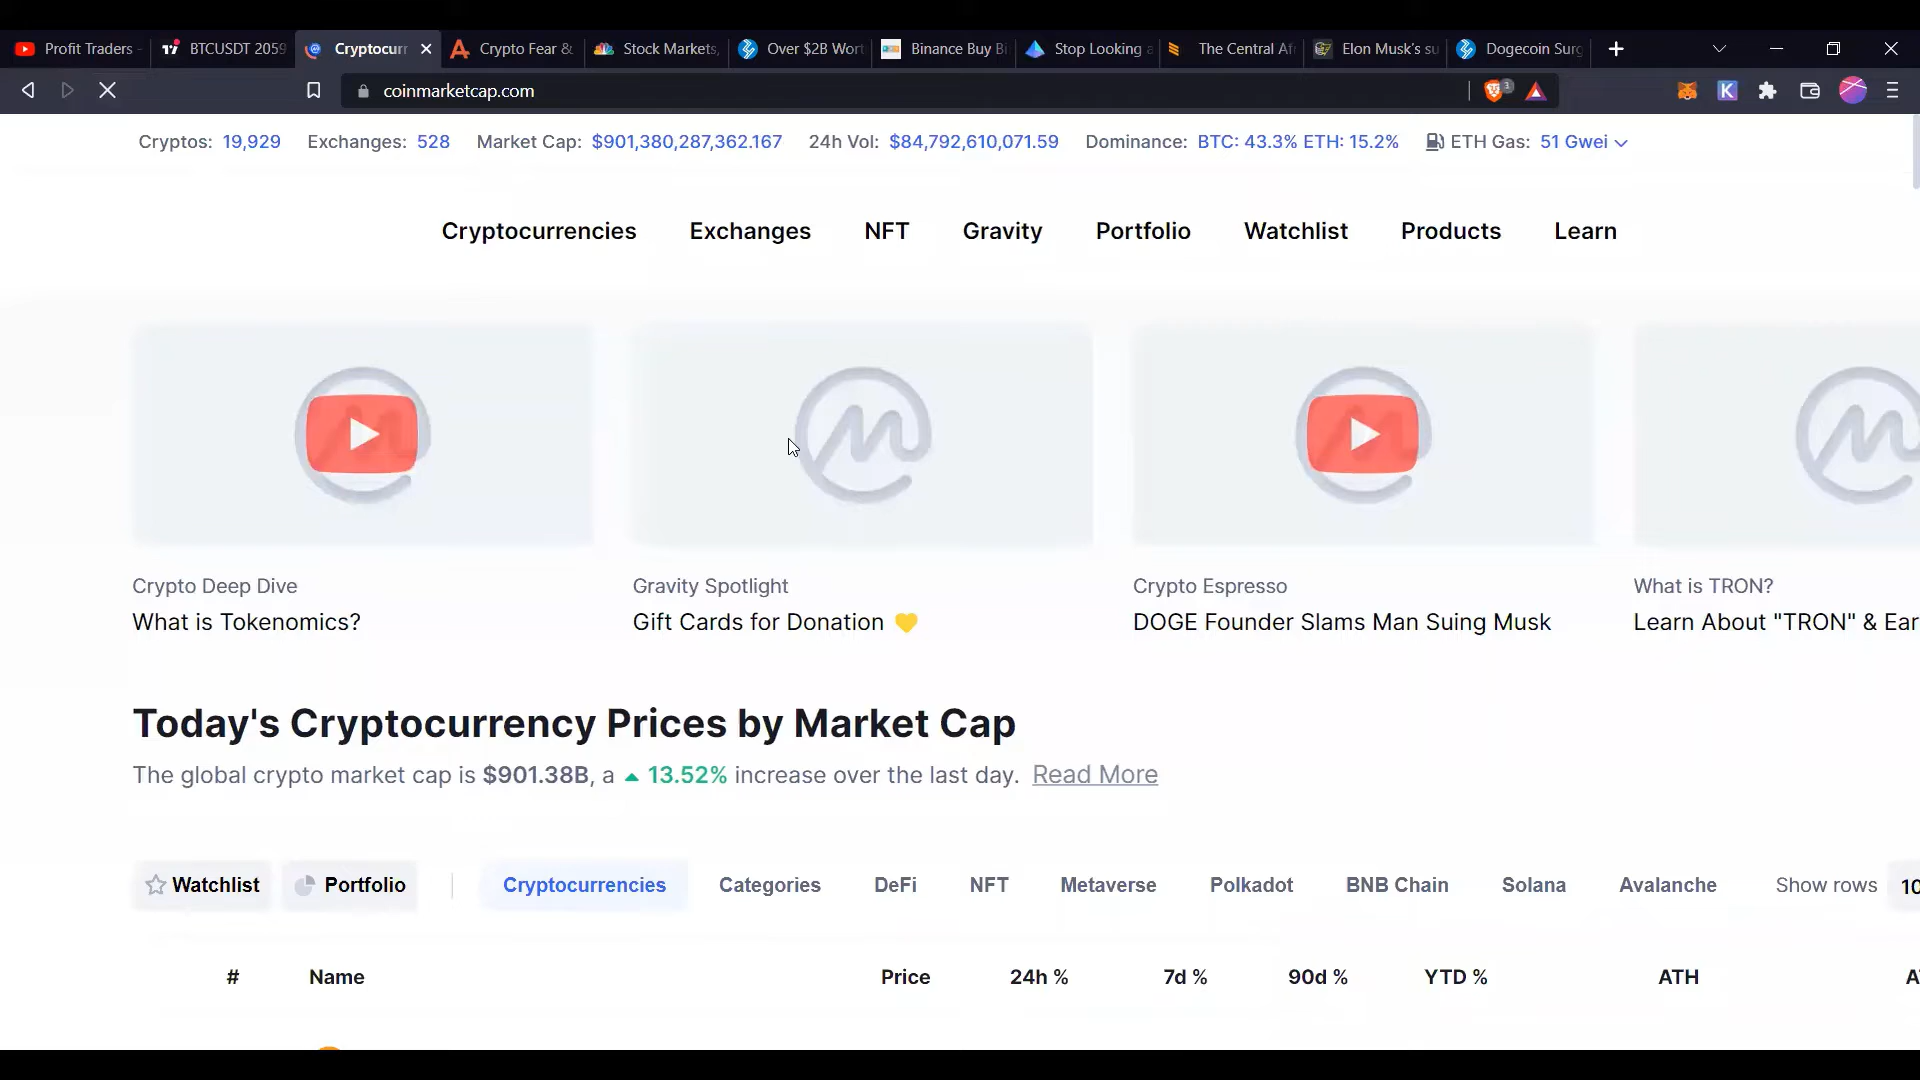 Profit Traders BTCUSDT 2059 Cryptocurr Crypto Fear & Stock Markets, Over $2B Wort Binance Buy Bi Stop Looking a The Central Afr Elon Musk's su Dogecoin Surg
coinmarketcap.com 1 K
Cryptos: 19,929 Exchanges: 528 Market Cap: $901,380,287,362.167 24h Vol: $84,792,610,071.59 Dominance: BTC: 43.3% ETH: 15.2% ETH Gas: 51 Gwei
Cryptocurrencies Exchanges NFT Gravity Portfolio Watchlist Products Learn
Crypto Deep Dive Gravity Spotlight Crypto Espresso What is TRON?
What is Tokenomics? Gift Cards for Donation 💛 DOGE Founder Slams Man Suing Musk Learn About "TRON" & Ear
Today's Cryptocurrency Prices by Market Cap
The global crypto market cap is $901.38B, a ▲ 13.52% increase over the last day. Read More
Watchlist Portfolio Cryptocurrencies Categories DeFi NFT Metaverse Polkadot BNB Chain Solana Avalanche Show rows 10
# Name Price 24h % 7d % 90d % YTD % ATH A